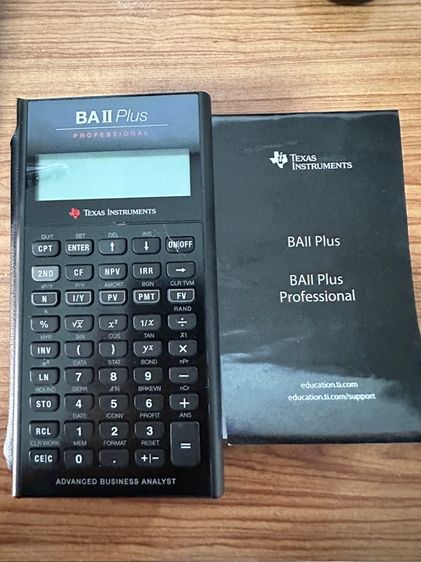 BA II Plus
PROFESSIONAL
TEXAS INSTRUMENTS
QUIT SET DEL INS
CPT ENTER ↑ ↓ ON|OFF
2ND CF NPV IRR →
xP/Y P/Y AMORT BGN CLR TVM
N I/Y PV PMT FV
K RAND
% √x x² 1/x ÷
HYP SIN COS TAN x!
INV ( ) yˣ ×
eˣ DATA STAT BOND nPr
LN 7 8 9 −
ROUND DEPR Δ% BRKEVN nCr
STO 4 5 6 +
DATE ICONV PROFIT ANS
RCL 1 2 3 =
CLR WORK MEM FORMAT RESET
CE|C 0 . +|−
ADVANCED BUSINESS ANALYST
TEXAS
INSTRUMENTS
BAII Plus
BAII Plus
Professional
education.ti.com
education.ti.com/support